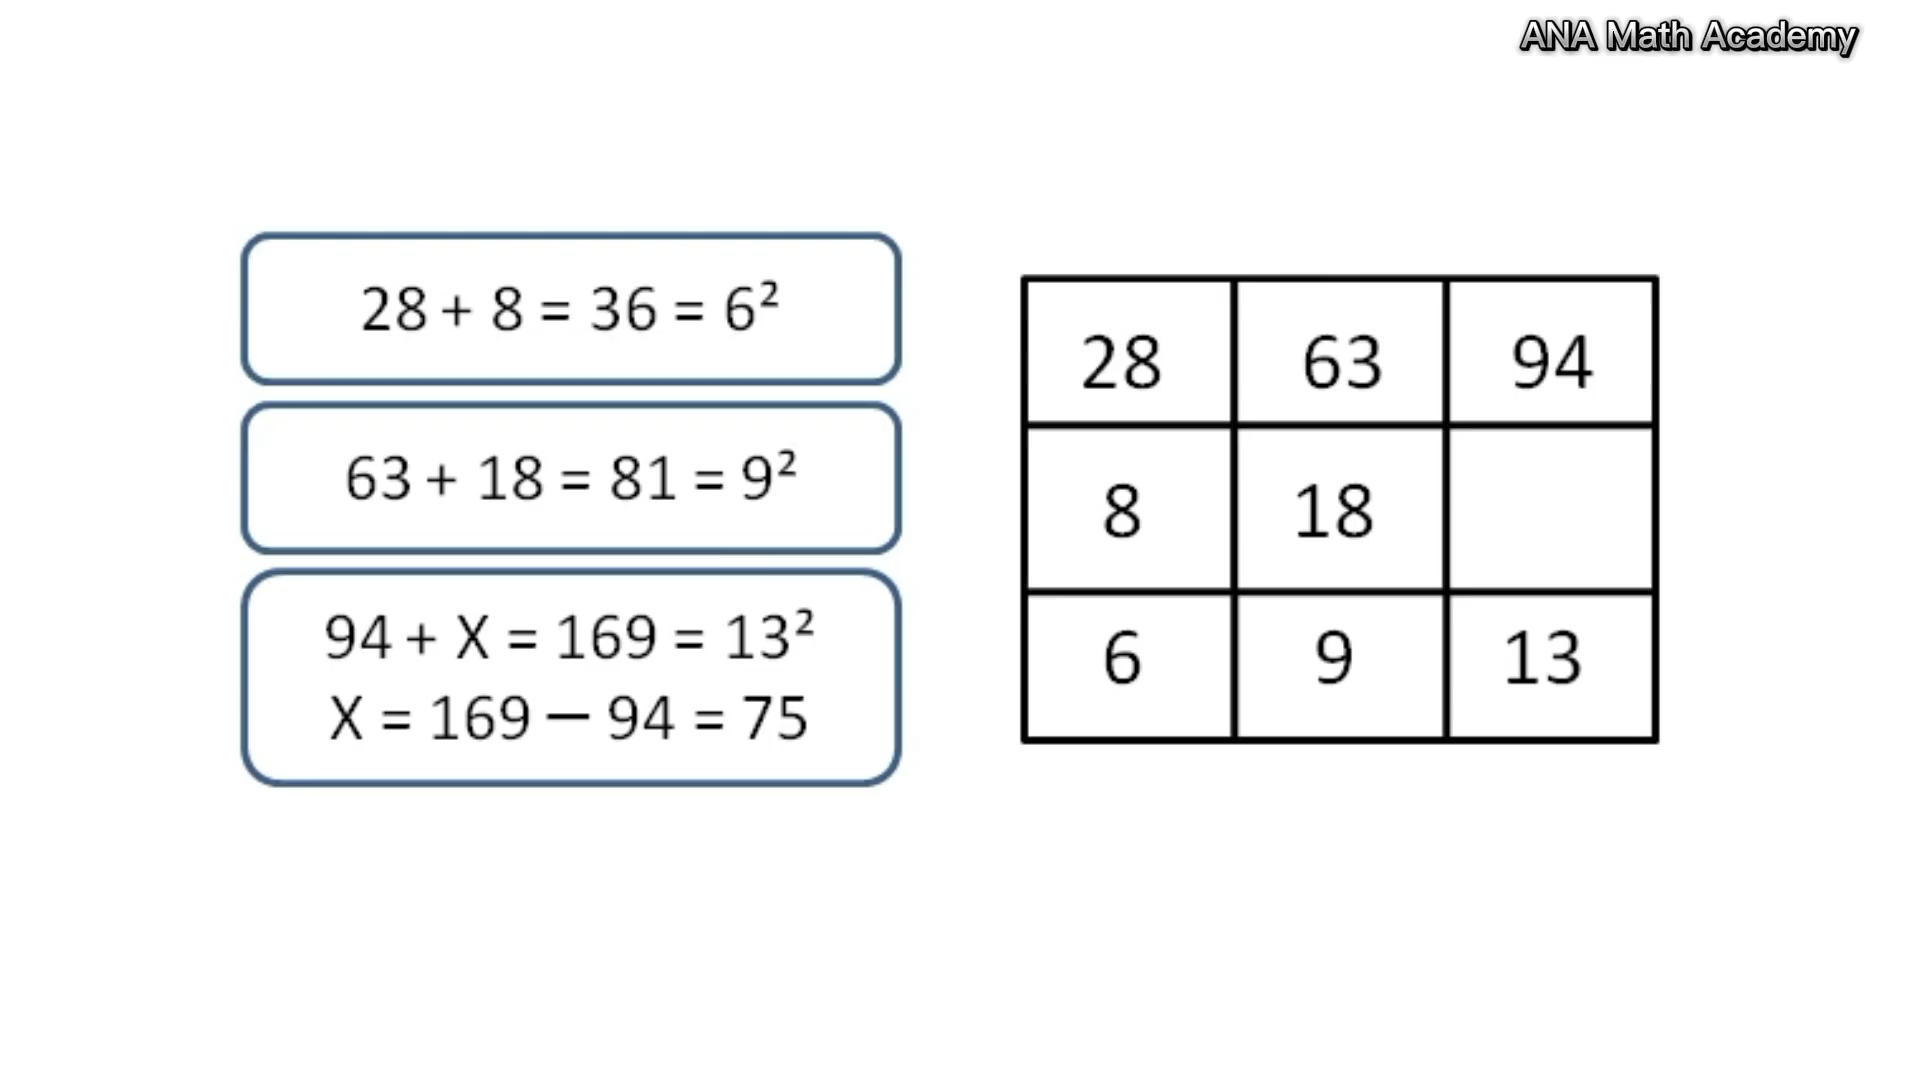 ANA Math Academy
28 + 8 = 36 = 6²
63 + 18 = 81 = 9²
94 + X = 169 = 13²
X = 169 − 94 = 75
28 63 94
8 18
6 9 13